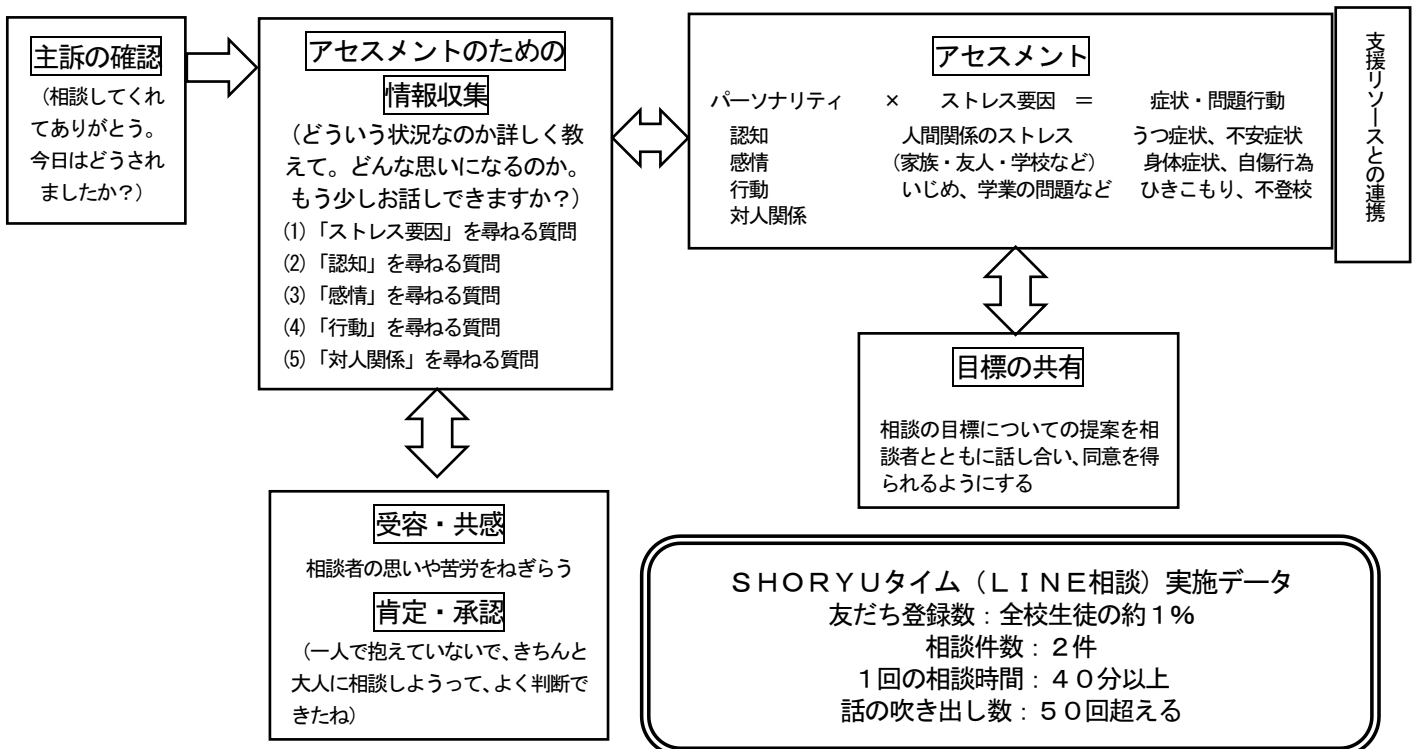 主訴の確認
（相談してくれ
てありがとう。
今日はどうされ
ましたか？）
アセスメントのための
情報収集
（どういう状況なのか詳しく教
えて。どんな思いになるのか。
もう少しお話しできますか？）
(1)「ストレス要因」を尋ねる質問
(2)「認知」を尋ねる質問
(3)「感情」を尋ねる質問
(4)「行動」を尋ねる質問
(5)「対人関係」を尋ねる質問
アセスメント
パーソナリティ　×　ストレス要因　＝　症状・問題行動
認知　人間関係のストレス　うつ症状、不安症状
感情　（家族・友人・学校など）　身体症状、自傷行為
行動　いじめ、学業の問題など　ひきこもり、不登校
対人関係
支援リソースとの連携
受容・共感
相談者の思いや苦労をねぎらう
肯定・承認
（一人で抱えていないで、きちんと
大人に相談しようって、よく判断で
きたね）
目標の共有
相談の目標についての提案を相
談者とともに話し合い、同意を得
られるようにする
ＳＨＯＲＹＵタイム（ＬＩＮＥ相談）実施データ
友だち登録数：全校生徒の約１％
相談件数：２件
１回の相談時間：４０分以上
話の吹き出し数：５０回超える